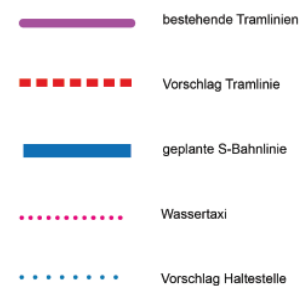 bestehende Tramlinien
Vorschlag Tramlinie
geplante S-Bahnlinie
Wassertaxi
Vorschlag Haltestelle